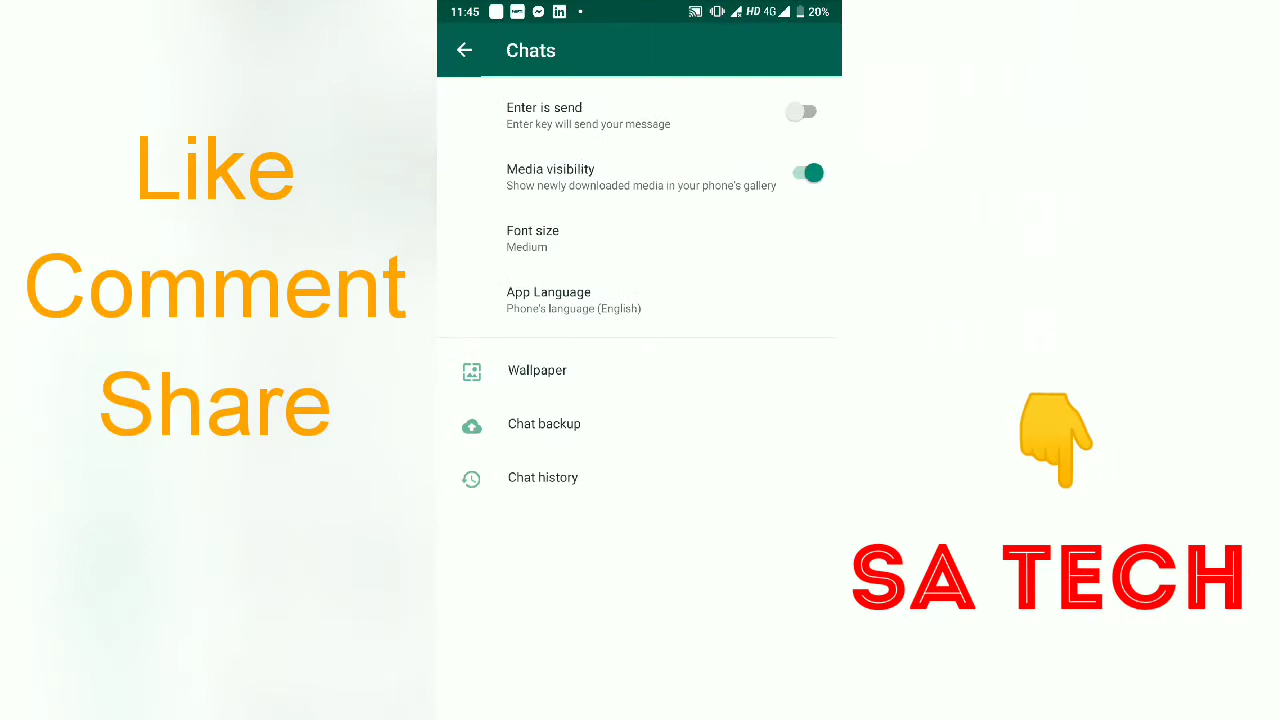 Like
Comment
Share
11:45
HD 4G 20%
Chats
Enter is send
Enter key will send your message
Media visibility
Show newly downloaded media in your phone's gallery
Font size
Medium
App Language
Phone's language (English)
Wallpaper
Chat backup
Chat history
SA TECH